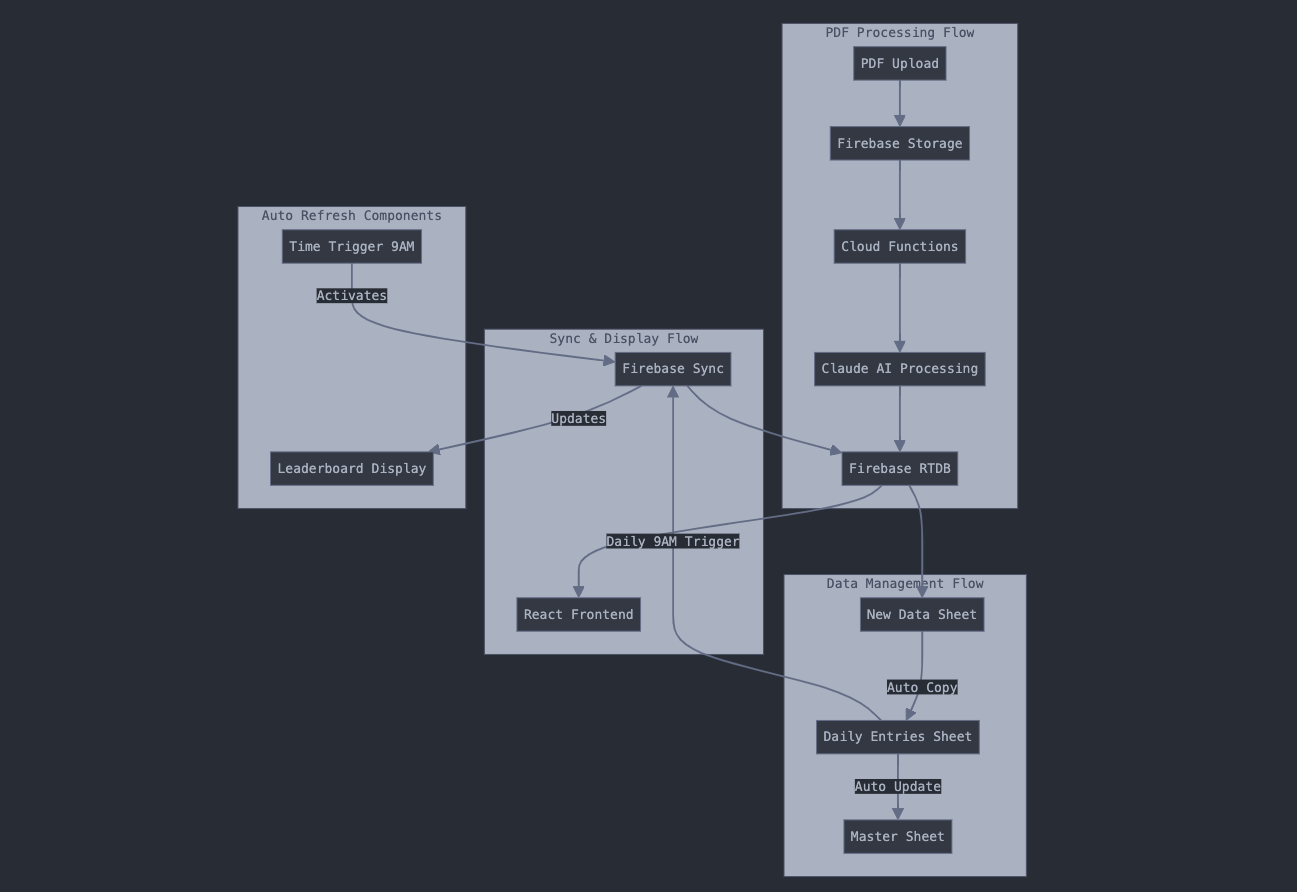 PDF Processing Flow
PDF Upload
Firebase Storage
Cloud Functions
Claude AI Processing
Firebase RTDB
Auto Refresh Components
Time Trigger 9AM
Activates
Leaderboard Display
Sync & Display Flow
Firebase Sync
Updates
Daily 9AM Trigger
React Frontend
Data Management Flow
New Data Sheet
Auto Copy
Daily Entries Sheet
Auto Update
Master Sheet